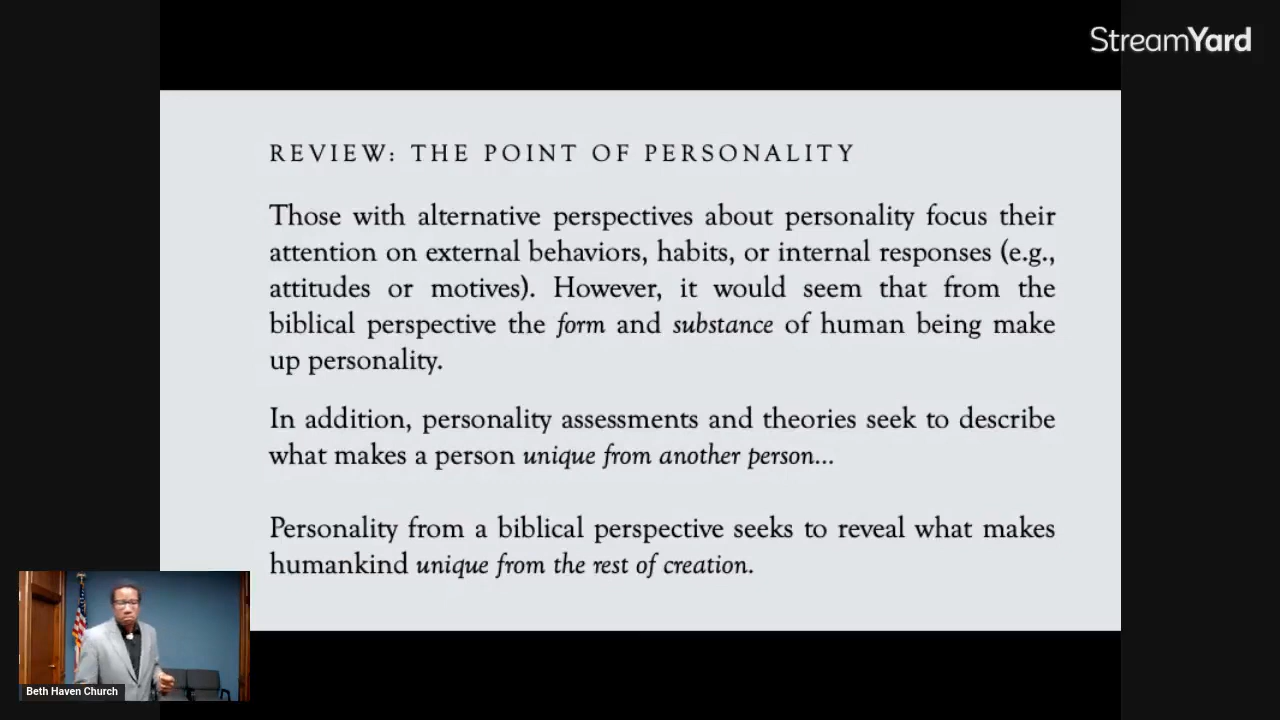 StreamYard
REVIEW: THE POINT OF PERSONALITY
Those with alternative perspectives about personality focus their
attention on external behaviors, habits, or internal responses (e.g.,
attitudes or motives). However, it would seem that from the
biblical perspective the form and substance of human being make
up personality.
In addition, personality assessments and theories seek to describe
what makes a person unique from another person...
Personality from a biblical perspective seeks to reveal what makes
humankind unique from the rest of creation.
Beth Haven Church